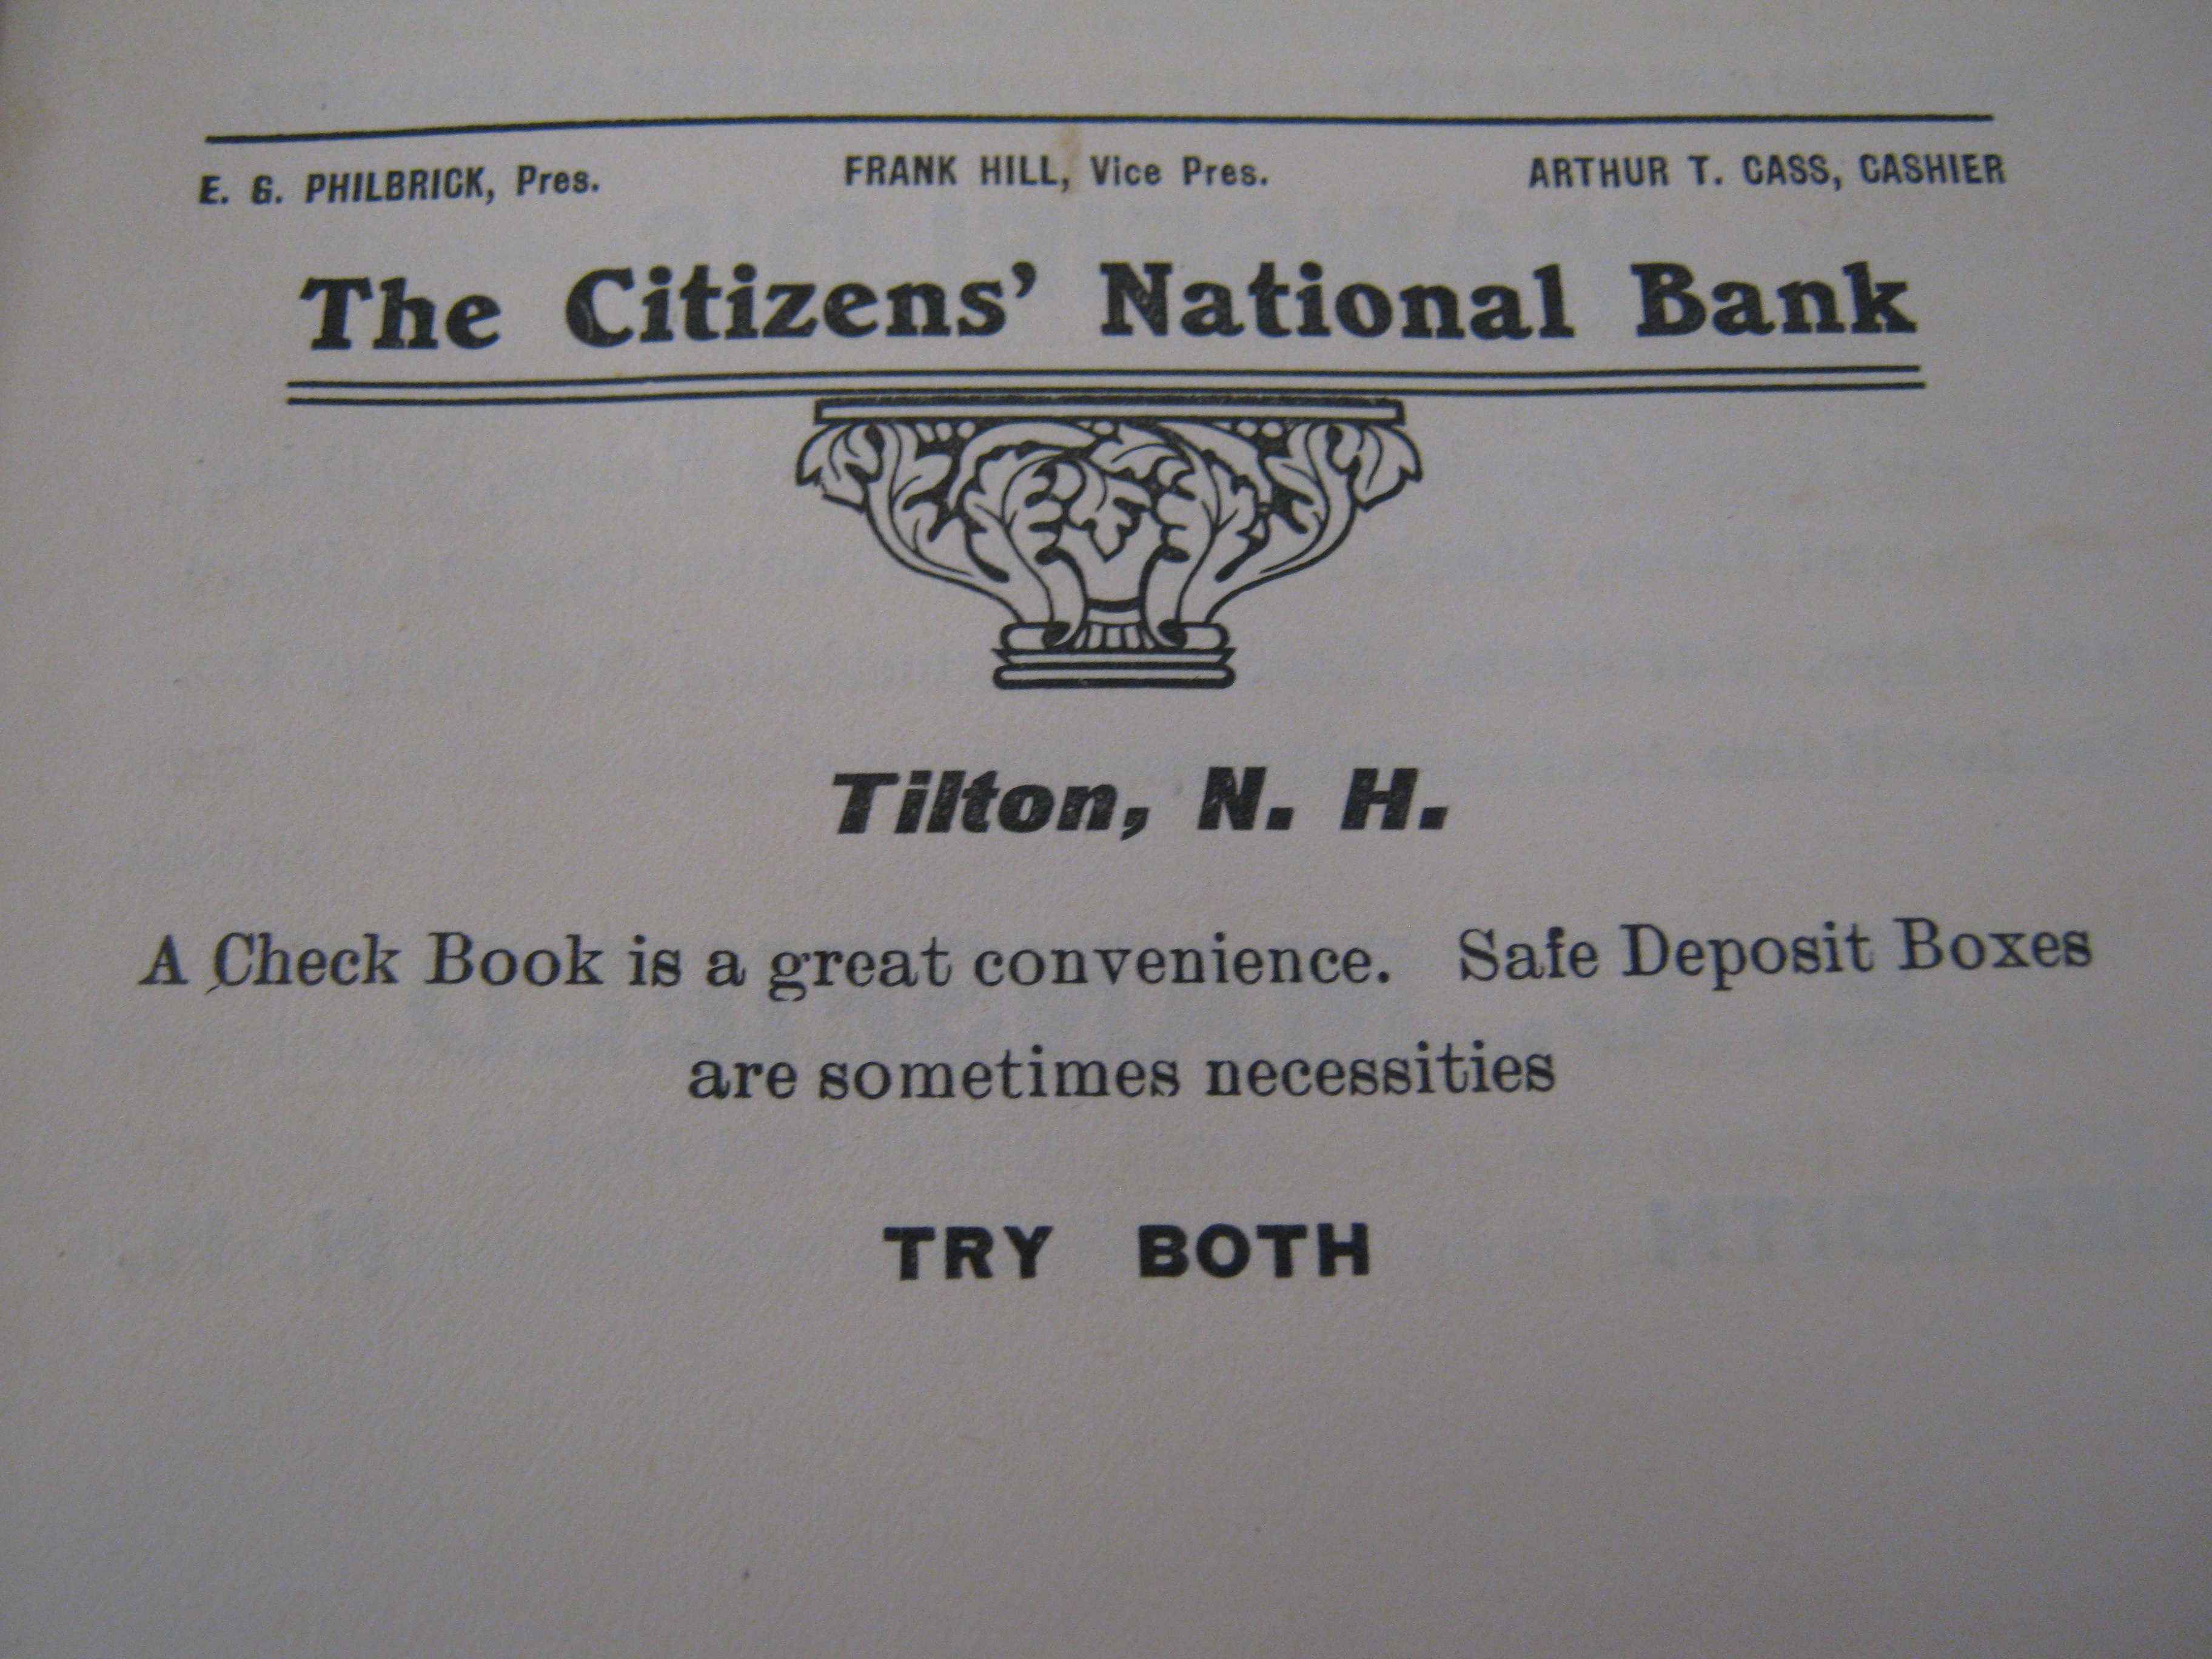 E. G. PHILBRICK, Pres. FRANK HILL, Vice Pres. ARTHUR T. CASS, CASHIER
The Citizens' National Bank
Tilton, N. H.
A Check Book is a great convenience. Safe Deposit Boxes
are sometimes necessities
TRY BOTH